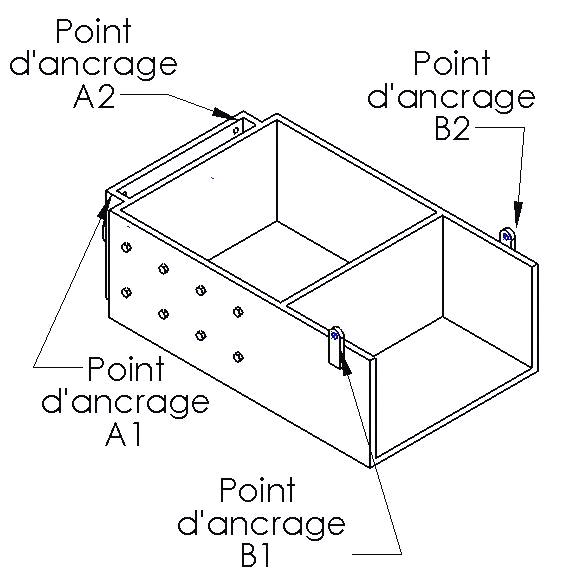 Point
d'ancrage
A2
Point
d'ancrage
B2
Point
d'ancrage
A1
Point
d'ancrage
B1